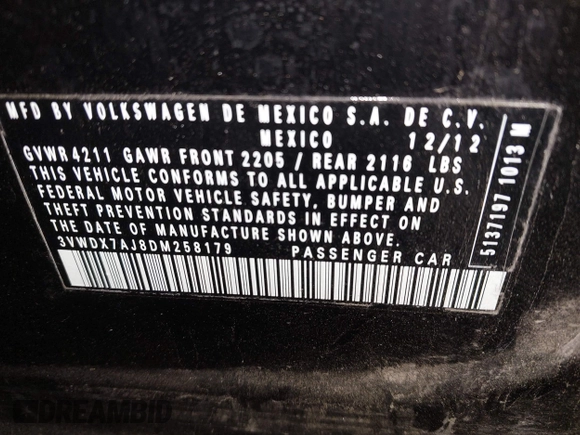 MFD BY VOLKSWAGEN DE MEXICO S.A. DE C.V.
MEXICO 12/12
GVWR 4211 GAWR FRONT 2205 / REAR 2116 LBS
THIS VEHICLE CONFORMS TO ALL APPLICABLE U.S.
FEDERAL MOTOR VEHICLE SAFETY, BUMPER AND
THEFT PREVENTION STANDARDS IN EFFECT ON
THE DATE OF MANUFACTURE SHOWN ABOVE.
3VWDX7AJ8DM258179 PASSENGER CAR
5137197 1013 M
DREAMBID